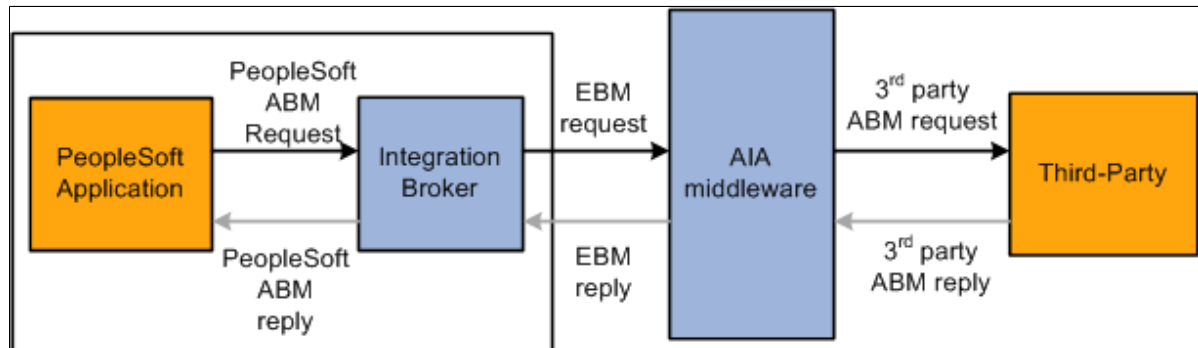 PeopleSoft
Application
PeopleSoft
ABM
Request
PeopleSoft
ABM
reply
Integration
Broker
EBM
request
EBM
reply
AIA
middleware
3rd party
ABM request
3rd party
ABM reply
Third-Party